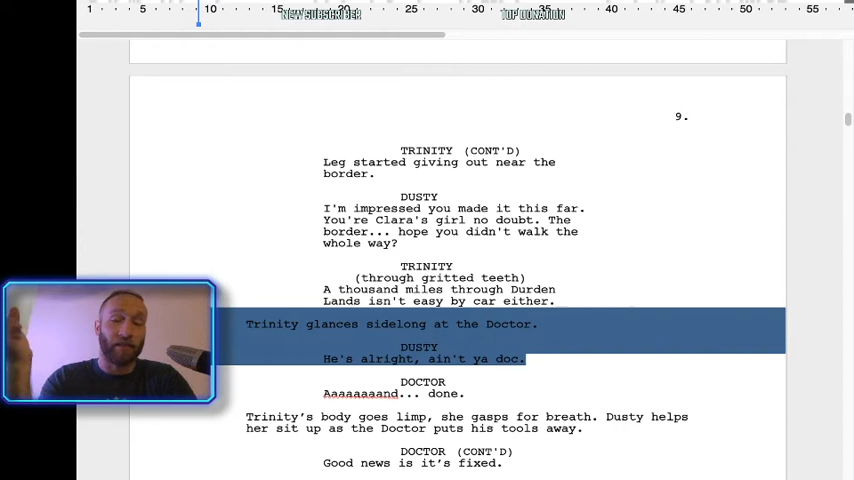 1 5 10 15 20 25 30 35 40 45 50 55
NEW SUBSCRIBER TOP DONATION
9.
TRINITY (CONT'D)
Leg started giving out near the
border.
DUSTY
I'm impressed you made it this far.
You're Clara's girl no doubt. The
border... hope you didn't walk the
whole way?
TRINITY
(through gritted teeth)
A thousand miles through Durden
Lands isn't easy by car either.
Trinity glances sidelong at the Doctor.
DUSTY
He's alright, ain't ya doc.
DOCTOR
Aaaaaaaand... done.
Trinity’s body goes limp, she gasps for breath. Dusty helps
her sit up as the Doctor puts his tools away.
DOCTOR (CONT'D)
Good news is it’s fixed.